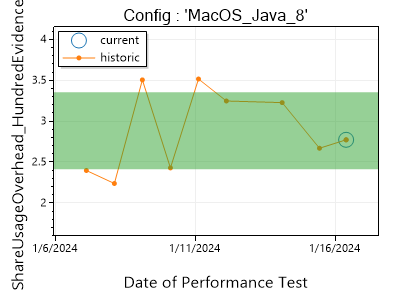 Config : 'MacOS_Java_8'
current
historic
4
3.5
3
2.5
2
1/6/2024
1/11/2024
1/16/2024
Date of Performance Test
ShareUsageOverhead_HundredEvidence